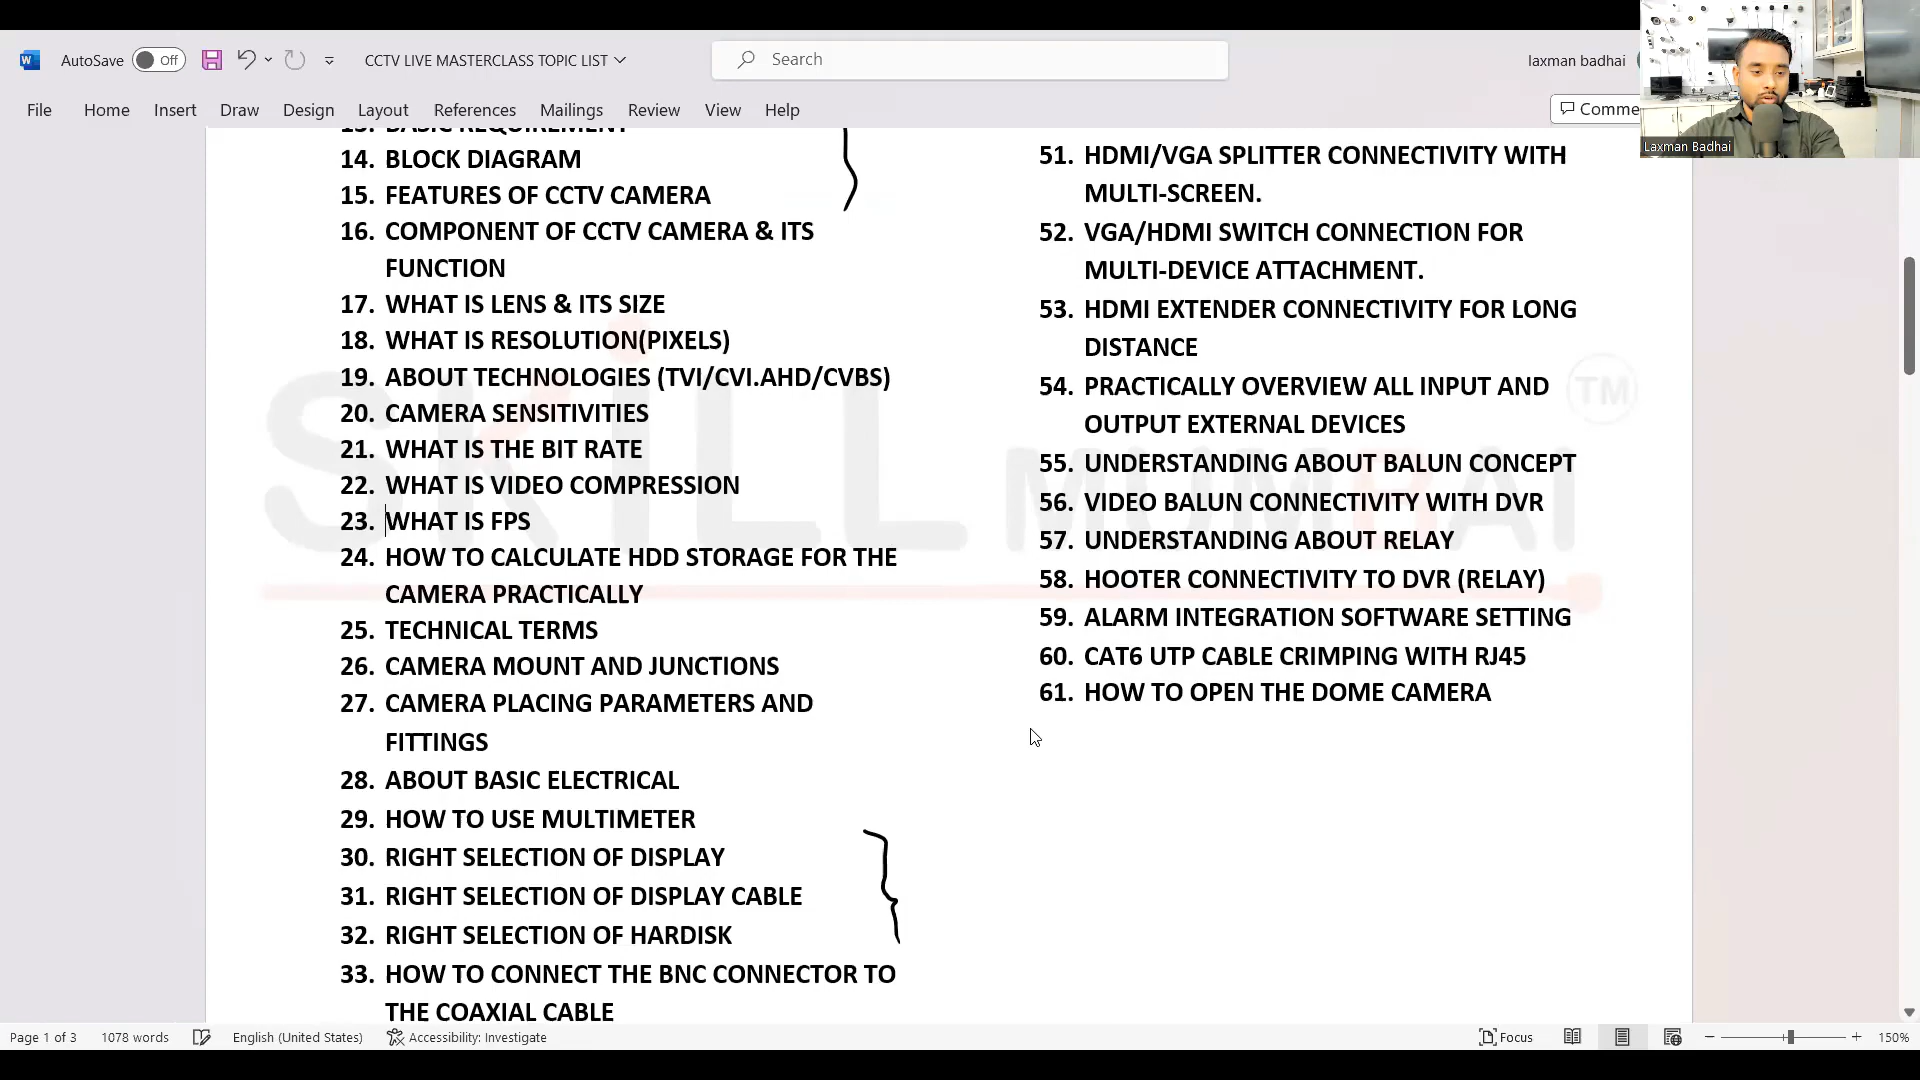 AutoSave Off
CCTV LIVE MASTERCLASS TOPIC LIST
Search
laxman badhai
File Home Insert Draw Design Layout References Mailings Review View Help
Comme
Laxman Badhai
13. BASIC REQUIREMENT
14. BLOCK DIAGRAM
15. FEATURES OF CCTV CAMERA
16. COMPONENT OF CCTV CAMERA & ITS
FUNCTION
17. WHAT IS LENS & ITS SIZE
18. WHAT IS RESOLUTION(PIXELS)
19. ABOUT TECHNOLOGIES (TVI/CVI.AHD/CVBS)
20. CAMERA SENSITIVITIES
21. WHAT IS THE BIT RATE
22. WHAT IS VIDEO COMPRESSION
23. WHAT IS FPS
24. HOW TO CALCULATE HDD STORAGE FOR THE
CAMERA PRACTICALLY
25. TECHNICAL TERMS
26. CAMERA MOUNT AND JUNCTIONS
27. CAMERA PLACING PARAMETERS AND
FITTINGS
28. ABOUT BASIC ELECTRICAL
29. HOW TO USE MULTIMETER
30. RIGHT SELECTION OF DISPLAY
31. RIGHT SELECTION OF DISPLAY CABLE
32. RIGHT SELECTION OF HARDISK
33. HOW TO CONNECT THE BNC CONNECTOR TO
THE COAXIAL CABLE
51. HDMI/VGA SPLITTER CONNECTIVITY WITH
MULTI-SCREEN.
52. VGA/HDMI SWITCH CONNECTION FOR
MULTI-DEVICE ATTACHMENT.
53. HDMI EXTENDER CONNECTIVITY FOR LONG
DISTANCE
54. PRACTICALLY OVERVIEW ALL INPUT AND
OUTPUT EXTERNAL DEVICES
55. UNDERSTANDING ABOUT BALUN CONCEPT
56. VIDEO BALUN CONNECTIVITY WITH DVR
57. UNDERSTANDING ABOUT RELAY
58. HOOTER CONNECTIVITY TO DVR (RELAY)
59. ALARM INTEGRATION SOFTWARE SETTING
60. CAT6 UTP CABLE CRIMPING WITH RJ45
61. HOW TO OPEN THE DOME CAMERA
SKiLL MUMBAI TM
Page 1 of 3 1078 words English (United States) Accessibility: Investigate Focus 150%